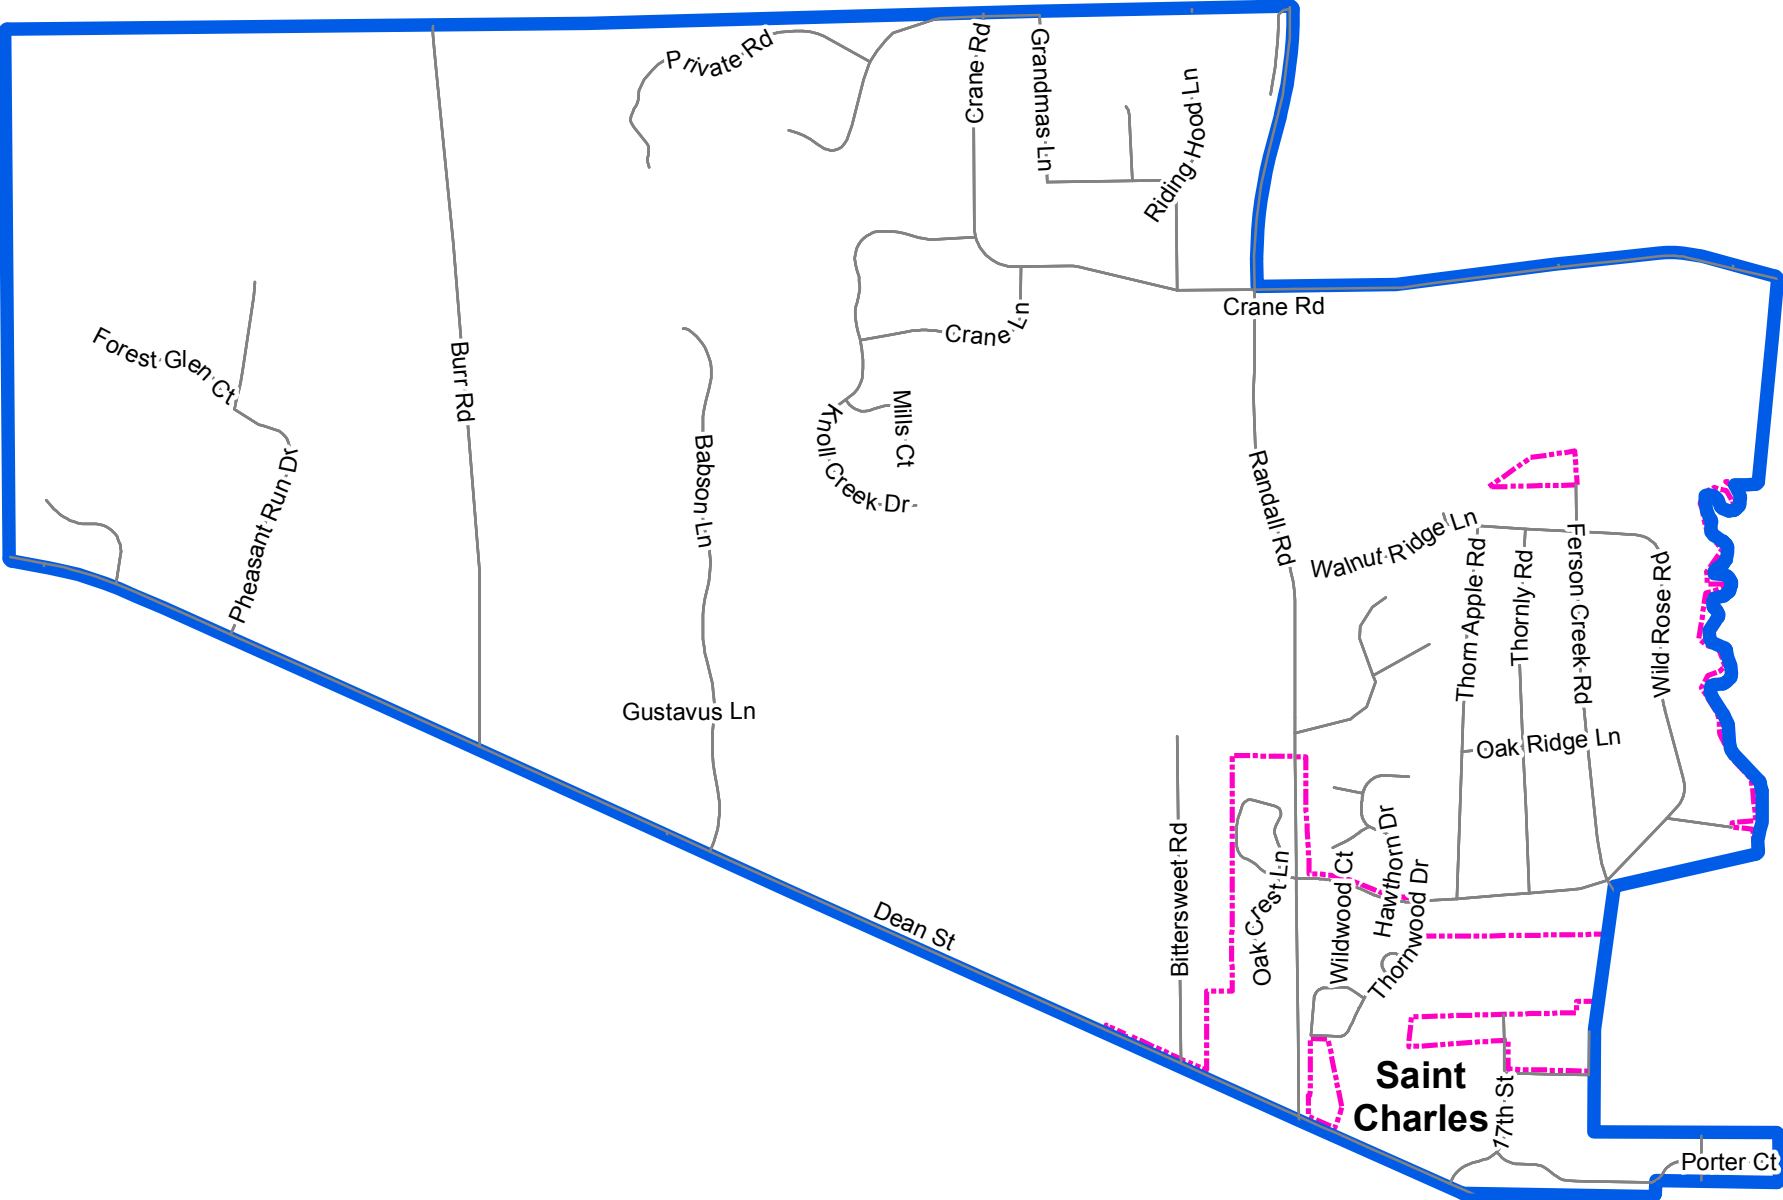 Private Rd
Crane Rd
Grandmas Ln
Riding Hood Ln
Crane Rd
Crane Ln
Forest Glen Ct
Burr Rd
Mills Ct
Knoll Creek Dr
Babson Ln
Pheasant Run Dr
Randall Rd
Walnut Ridge Ln
Thorn Apple Rd
Thornly Rd
Ferson Creek Rd
Wild Rose Rd
Gustavus Ln
Oak Ridge Ln
Bittersweet Rd
Oak Crest Ln
Wildwood Ct
Hawthorn Dr
Thornwood Dr
Dean St
Saint
Charles
17th St
Porter Ct